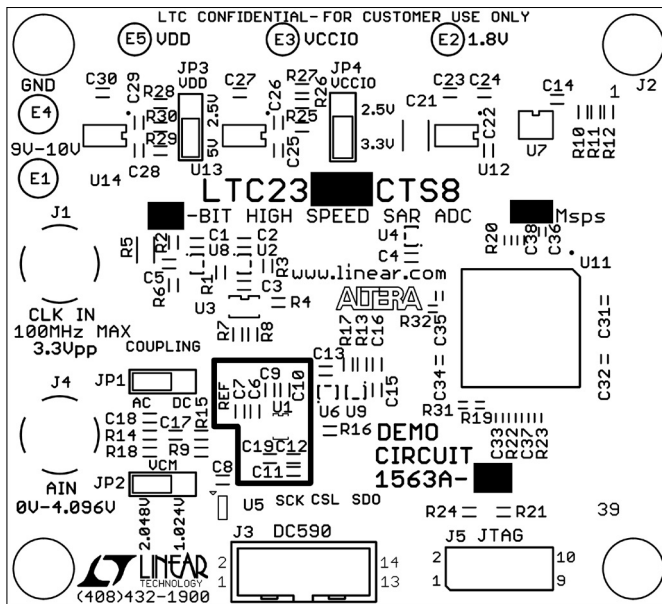 LTC CONFIDENTIAL-FOR CUSTOMER USE ONLY
E5 VDD E3 VCCIO E2 1.8V
GND J2
C30 C29 R28 JP3 VDD C27 C26 R27 R26 JP4 VCCIO C23 C24 C14 1
E4 R30 2.5V R25 2.5V C21 C22
9V-10V R29 5V C25 3.3V U7 R10 R11 R12
E1 U14 C28 U13 U12
LTC23 CTS8
-BIT HIGH SPEED SAR ADC Msps
J1 R5 R2 C1 C2 U4 R20 C38 C36
U8 U2 R3 C4 U11
C5 R1 www.linear.com
R6 C3
U3 R4 ALTERA R32
CLK IN
100MHz MAX R7 R8 R17 R13 C16 C35 C31
3.3Vpp COUPLING
J4 JP1 REF C7 C6 C9 C10 C13 C34 C32
AC DC U1 U6 U9 C15
C18 C17 R15 R31
R14 R16 R19
R18 R9 C19 C12 DEMO C33 R22 C37 R23
VCM C11 CIRCUIT
AIN JP2 C8 1563A-
0V-4.096V
2.048V 1.024V U5 SCK CSL SDO R24 R21 39
J3 DC590 J5 JTAG
2 14 2 10
1 13 1 9
LT LINEAR
TECHNOLOGY
(408)432-1900